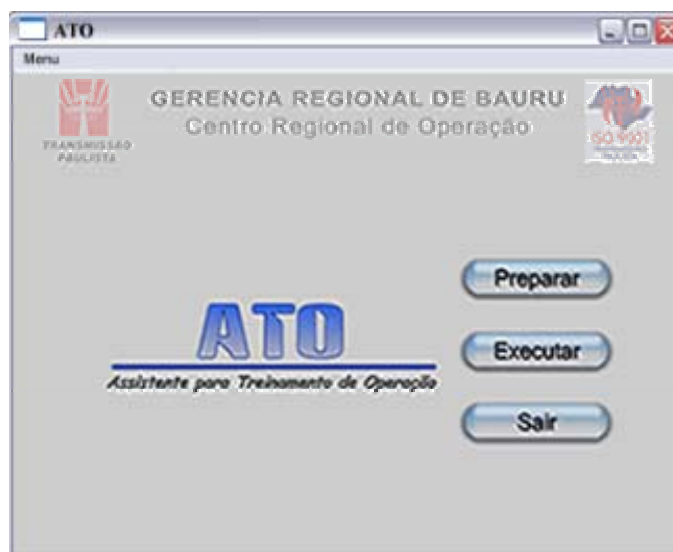 ATO
Menu
GERENCIA REGIONAL DE BAURU
Centro Regional de Operação
TRANSMISSÃO
PAULISTA
ISO 9001
Preparar
ATO
Executar
Assistente para Treinamento de Operação
Sair